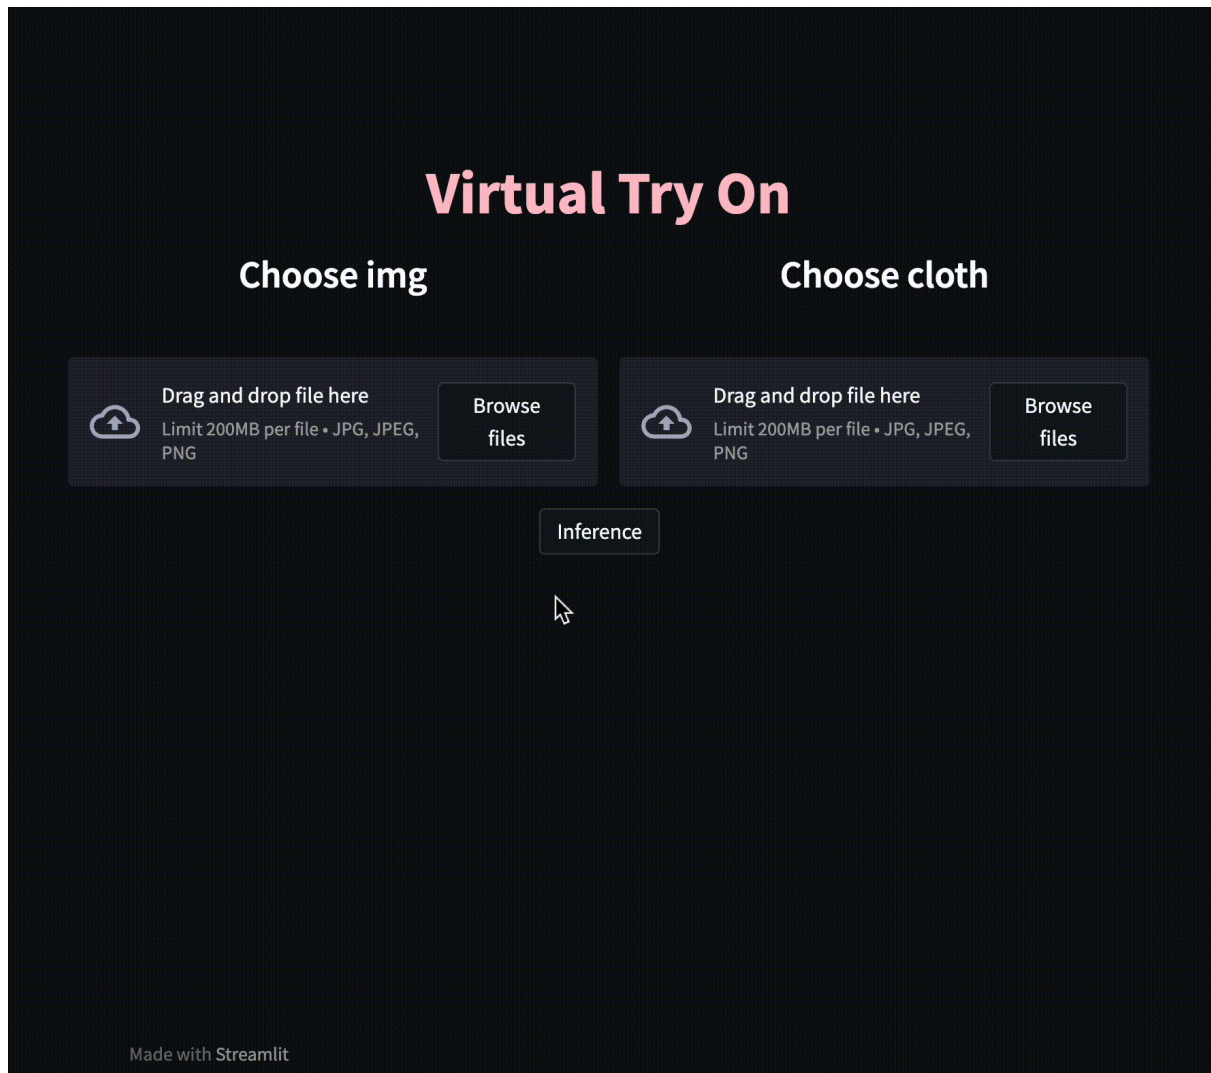 Virtual Try On
Choose img
Choose cloth
Drag and drop file here
Limit 200MB per file • JPG, JPEG,
PNG
Browse
files
Drag and drop file here
Limit 200MB per file • JPG, JPEG,
PNG
Browse
files
Inference
Made with Streamlit